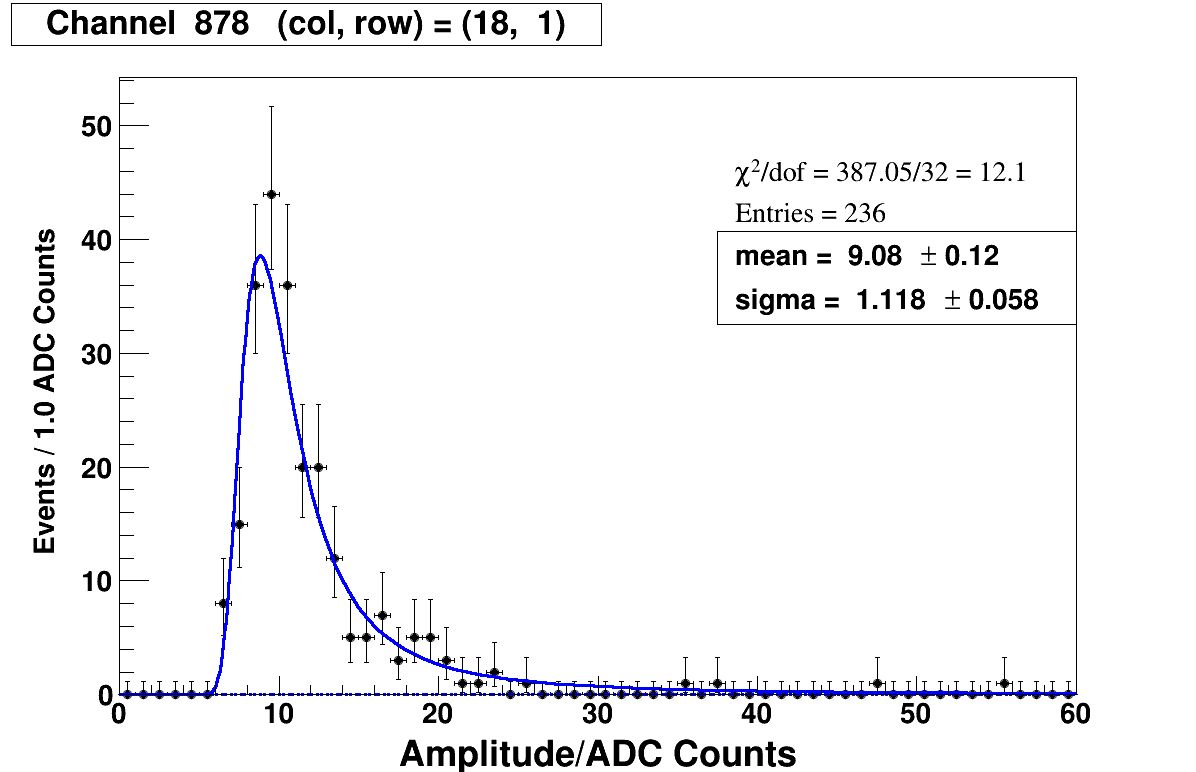 Channel 878 (col, row) = (18, 1)
χ²/dof = 387.05/32 = 12.1
Entries = 236
mean = 9.08 ± 0.12
sigma = 1.118 ± 0.058
Events / 1.0 ADC Counts
50
40
30
20
10
0
0 10 20 30 40 50 60
Amplitude/ADC Counts